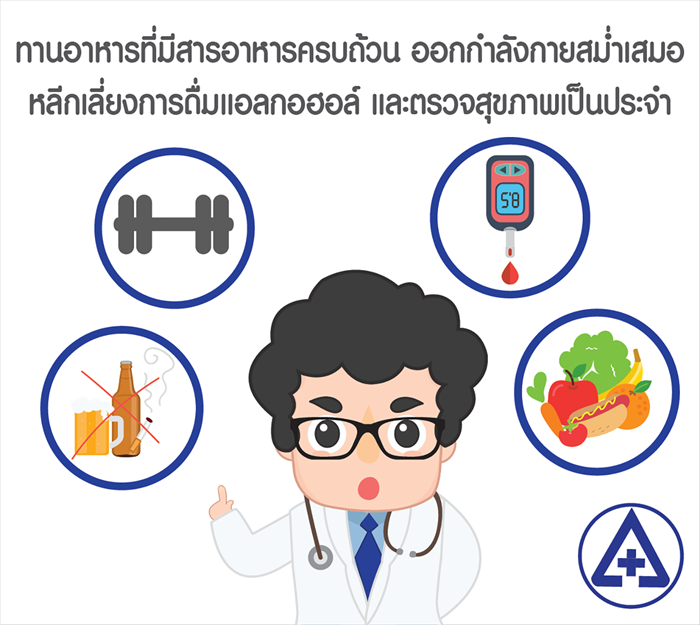 ทานอาหารที่มีสารอาหารครบถ้วน ออกกำลังกายสม่ำเสมอ
หลีกเลี่ยงการดื่มแอลกอฮอล์ และตรวจสุขภาพเป็นประจำ
8.5